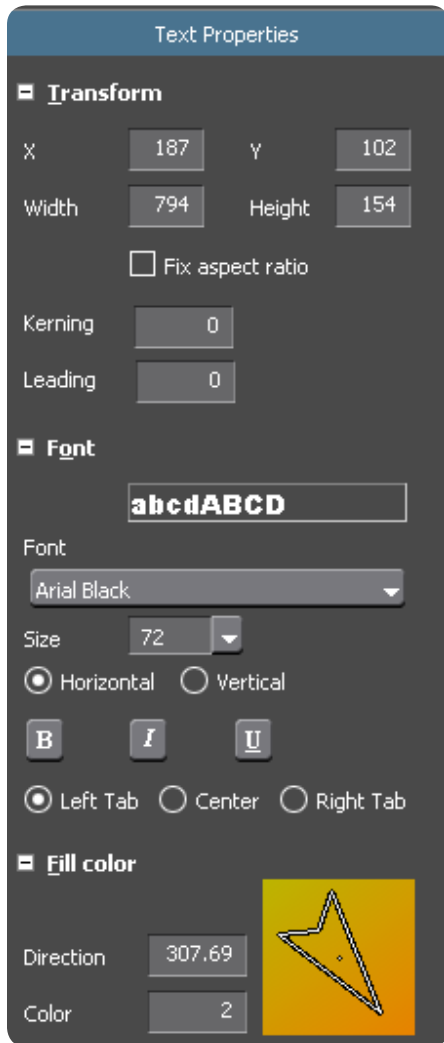 Text Properties
Transform
X 187 Y 102
Width 794 Height 154
Fix aspect ratio
Kerning 0
Leading 0
Font
abcdABCD
Font
Arial Black
Size 72
Horizontal Vertical
B I U
Left Tab Center Right Tab
Fill color
Direction 307.69
Color 2